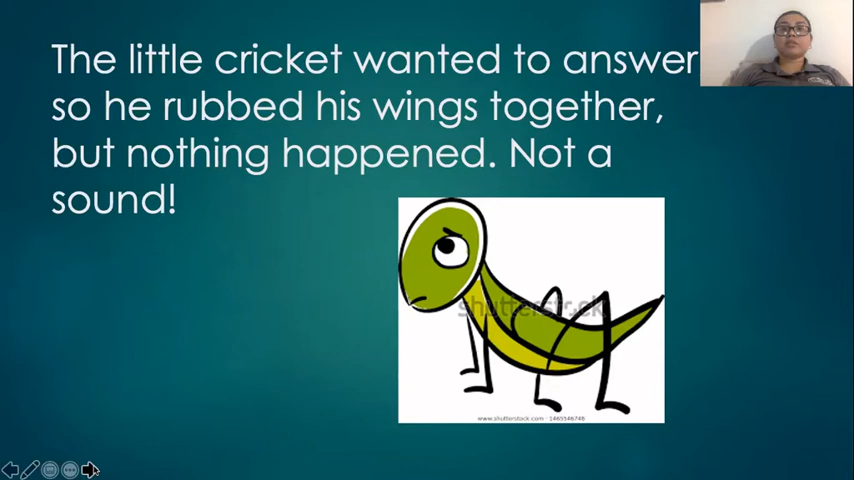 The little cricket wanted to answer
so he rubbed his wings together,
but nothing happened. Not a
sound!
shutterstock
www.shutterstock.com · 1465546748